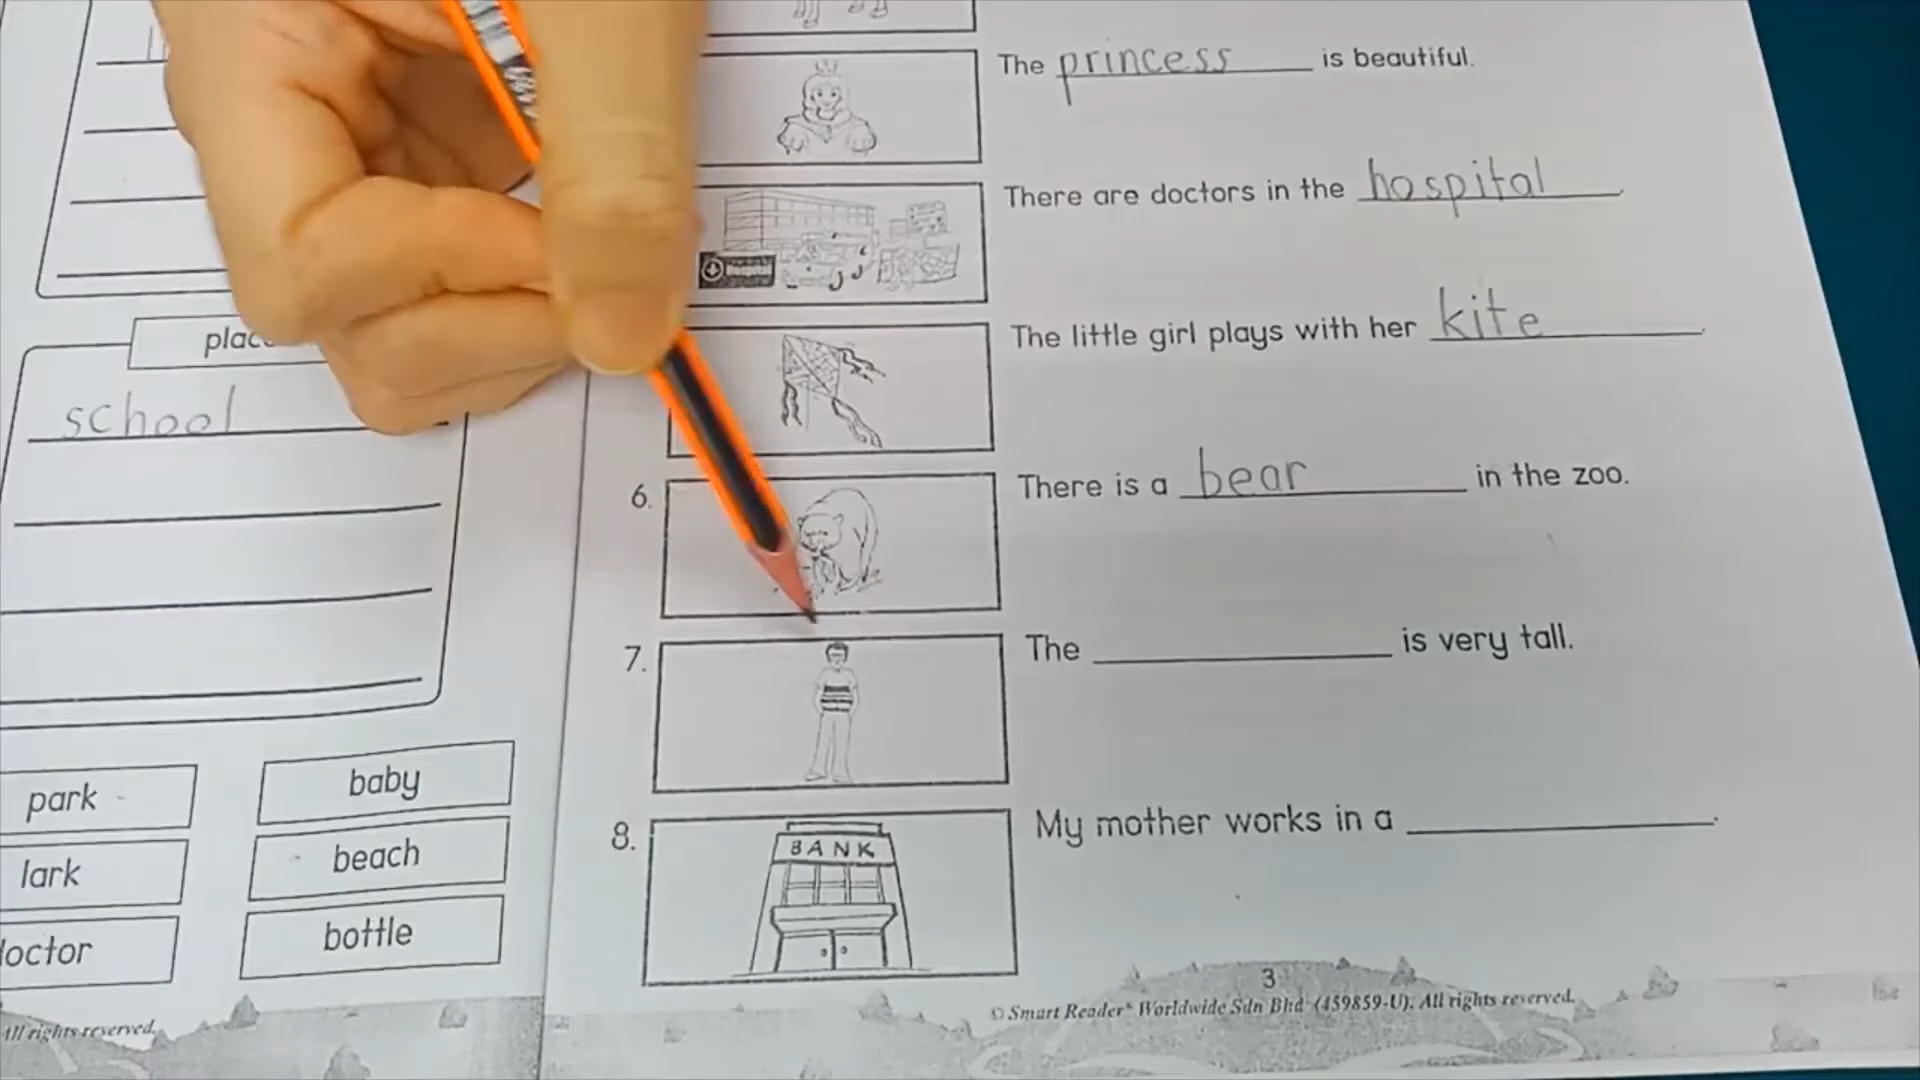 The princess is beautiful.
Hospital
There are doctors in the hospital
The little girl plays with her kite.
6. There is a bear in the zoo.
7. The is very tall.
8. BANK My mother works in a .
3
© Smart Reader® Worldwide Sdn Bhd (459859-U). All rights reserved.
school
park
baby
lark
beach
bottle
All rights reserved.